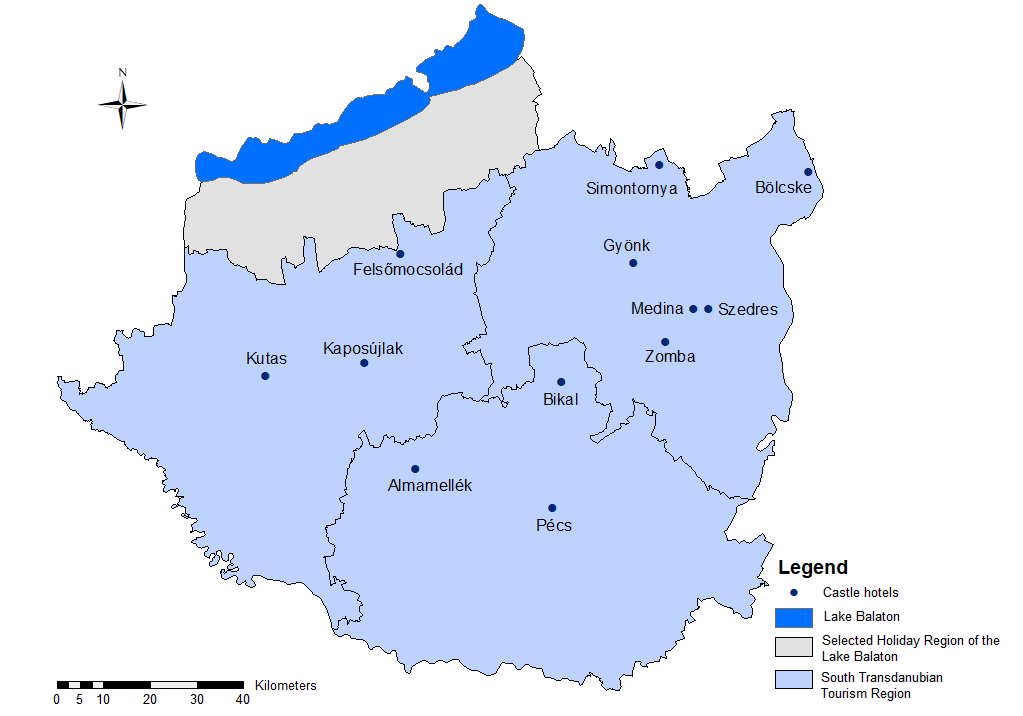 N
Simontornya
Bölcske
Gyönk
Felsőmocsolád
Medina
Szedres
Kaposújlak
Kutas
Zomba
Bikal
Almamellék
Pécs
Legend
Castle hotels
Lake Balaton
Selected Holiday Region of the
Lake Balaton
South Transdanubian
Tourism Region
Kilometers
0 5 10 20 30 40